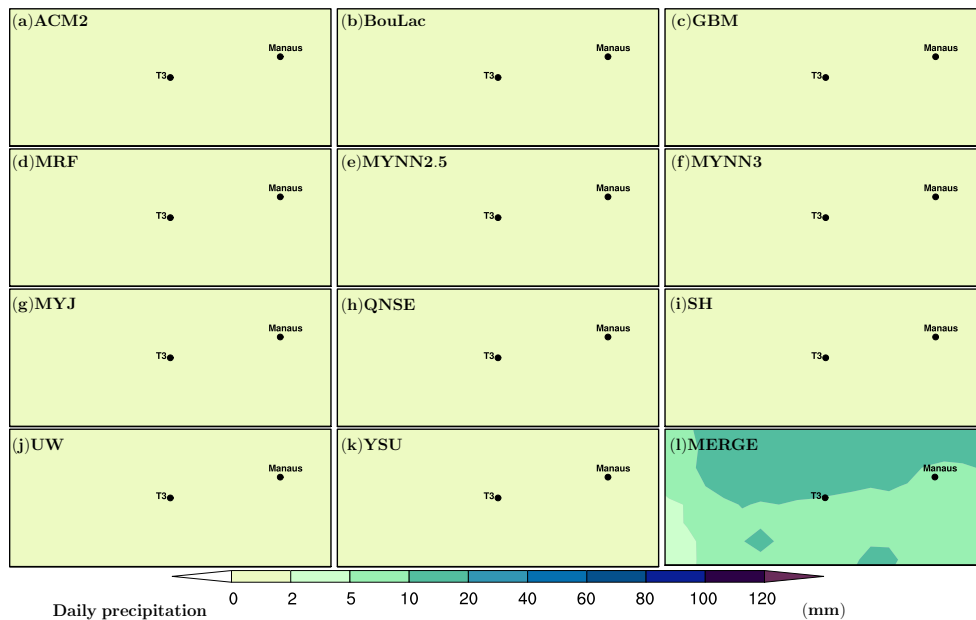 (a)ACM2 (b)BouLac (c)GBM
Manaus Manaus Manaus
T3 T3 T3
(d)MRF (e)MYNN2.5 (f)MYNN3
Manaus Manaus Manaus
T3 T3 T3
(g)MYJ (h)QNSE (i)SH
Manaus Manaus Manaus
T3 T3 T3
(j)UW (k)YSU (l)MERGE
Manaus Manaus Manaus
T3 T3 T3
0 2 5 10 20 40 60 80 100 120
Daily precipitation (mm)